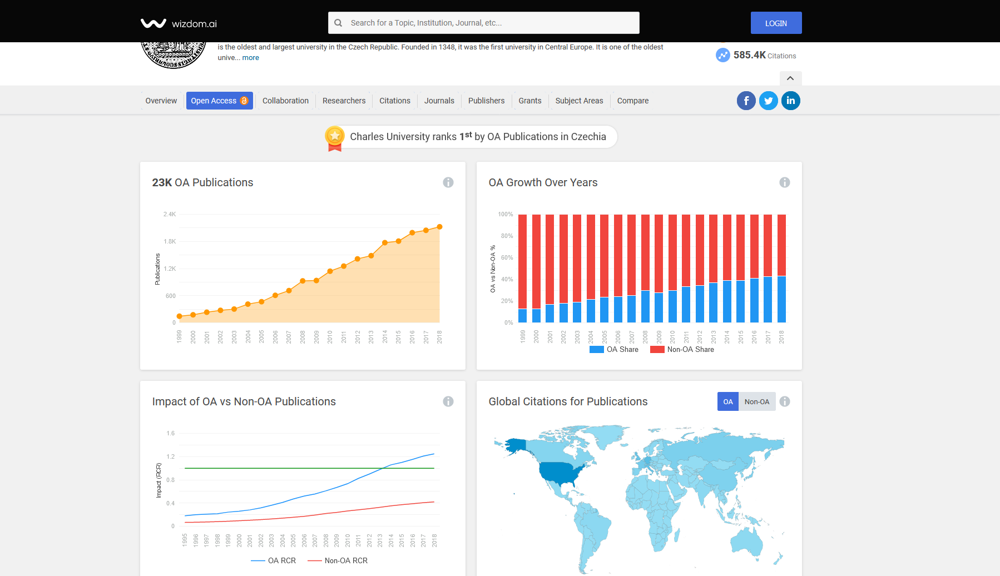 wizdom.ai
Search for a Topic, Institution, Journal, etc...
LOGIN
is the oldest and largest university in the Czech Republic. Founded in 1348, it was the first university in Central Europe. It is one of the oldest
unive... more
585.4K Citations
Overview
Open Access
Collaboration
Researchers
Citations
Journals
Publishers
Grants
Subject Areas
Compare
Charles University ranks 1st by OA Publications in Czechia
23K OA Publications
2.4K
1.8K
1.2K
600
0
Publications
1999
2000
2001
2002
2003
2004
2005
2006
2007
2008
2009
2010
2011
2012
2013
2014
2015
2016
2017
2018
OA Growth Over Years
100%
80%
60%
40%
20%
0%
OA vs Non-OA %
1999
2000
2001
2002
2003
2004
2005
2006
2007
2008
2009
2010
2011
2012
2013
2014
2015
2016
2017
2018
OA Share
Non-OA Share
Impact of OA vs Non-OA Publications
1.6
1.2
0.8
0.4
0
Impact (RCR)
1995
1996
1997
1998
1999
2000
2001
2002
2003
2004
2005
2006
2007
2008
2009
2010
2011
2012
2013
2014
2015
2016
2017
2018
OA RCR
Non-OA RCR
Global Citations for Publications
OA
Non-OA